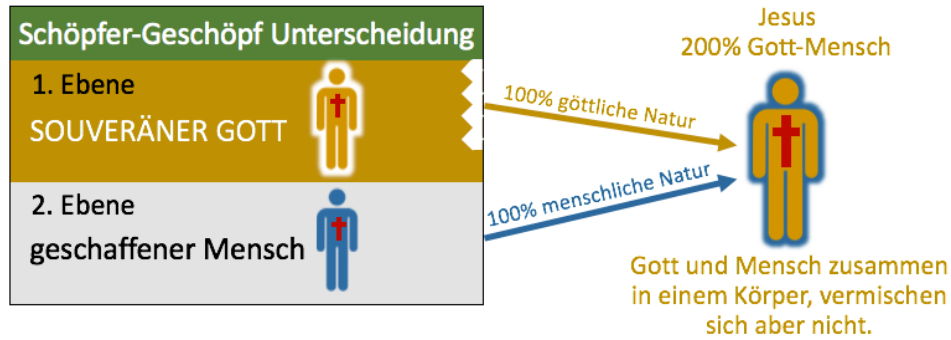 Schöpfer-Geschöpf Unterscheidung
1. Ebene
SOUVERÄNER GOTT
2. Ebene
geschaffener Mensch
100% göttliche Natur
100% menschliche Natur
Jesus
200% Gott-Mensch
Gott und Mensch zusammen
in einem Körper, vermischen
sich aber nicht.